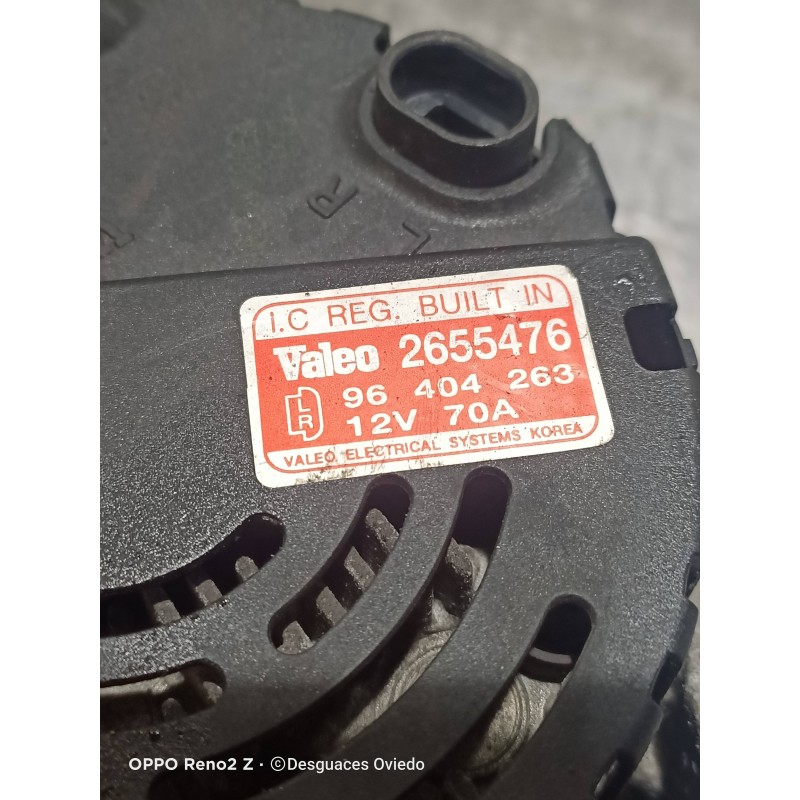 R
L
I.C REG. BUILT IN
Valeo 2655476
L R 96 404 263
12V 70A
VALEO ELECTRICAL SYSTEMS KOREA
OPPO Reno2 Z · ©Desguaces Oviedo